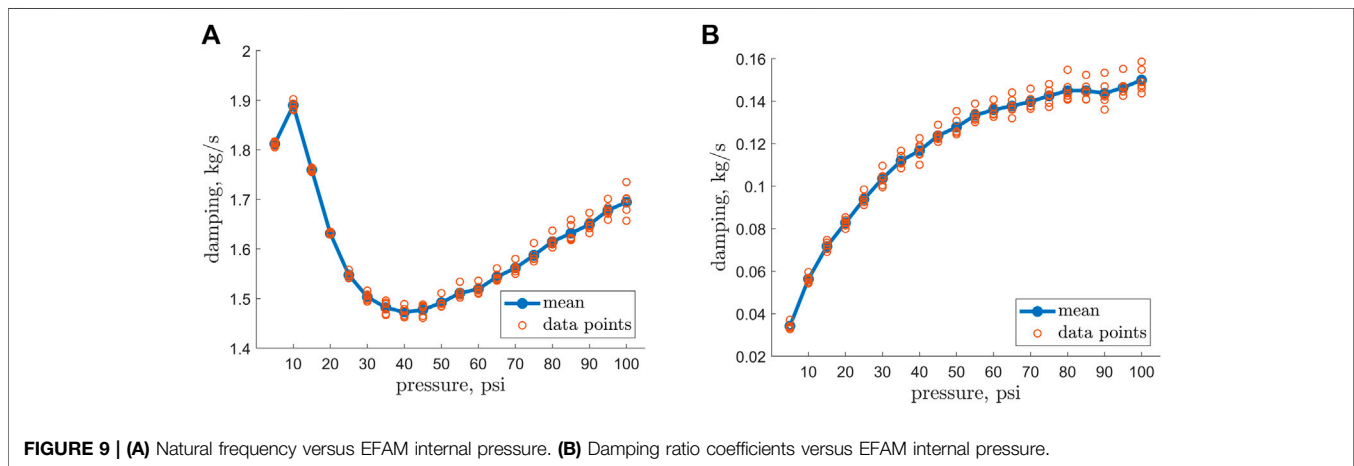 A
2
1.9
1.8
1.7
1.6
1.5
1.4
damping, kg/s
10 20 30 40 50 60 70 80 90 100
pressure, psi
mean
data points
B
0.16
0.14
0.12
0.1
0.08
0.06
0.04
0.02
damping, kg/s
10 20 30 40 50 60 70 80 90 100
pressure, psi
mean
data points
FIGURE 9 | (A) Natural frequency versus EFAM internal pressure. (B) Damping ratio coefficients versus EFAM internal pressure.